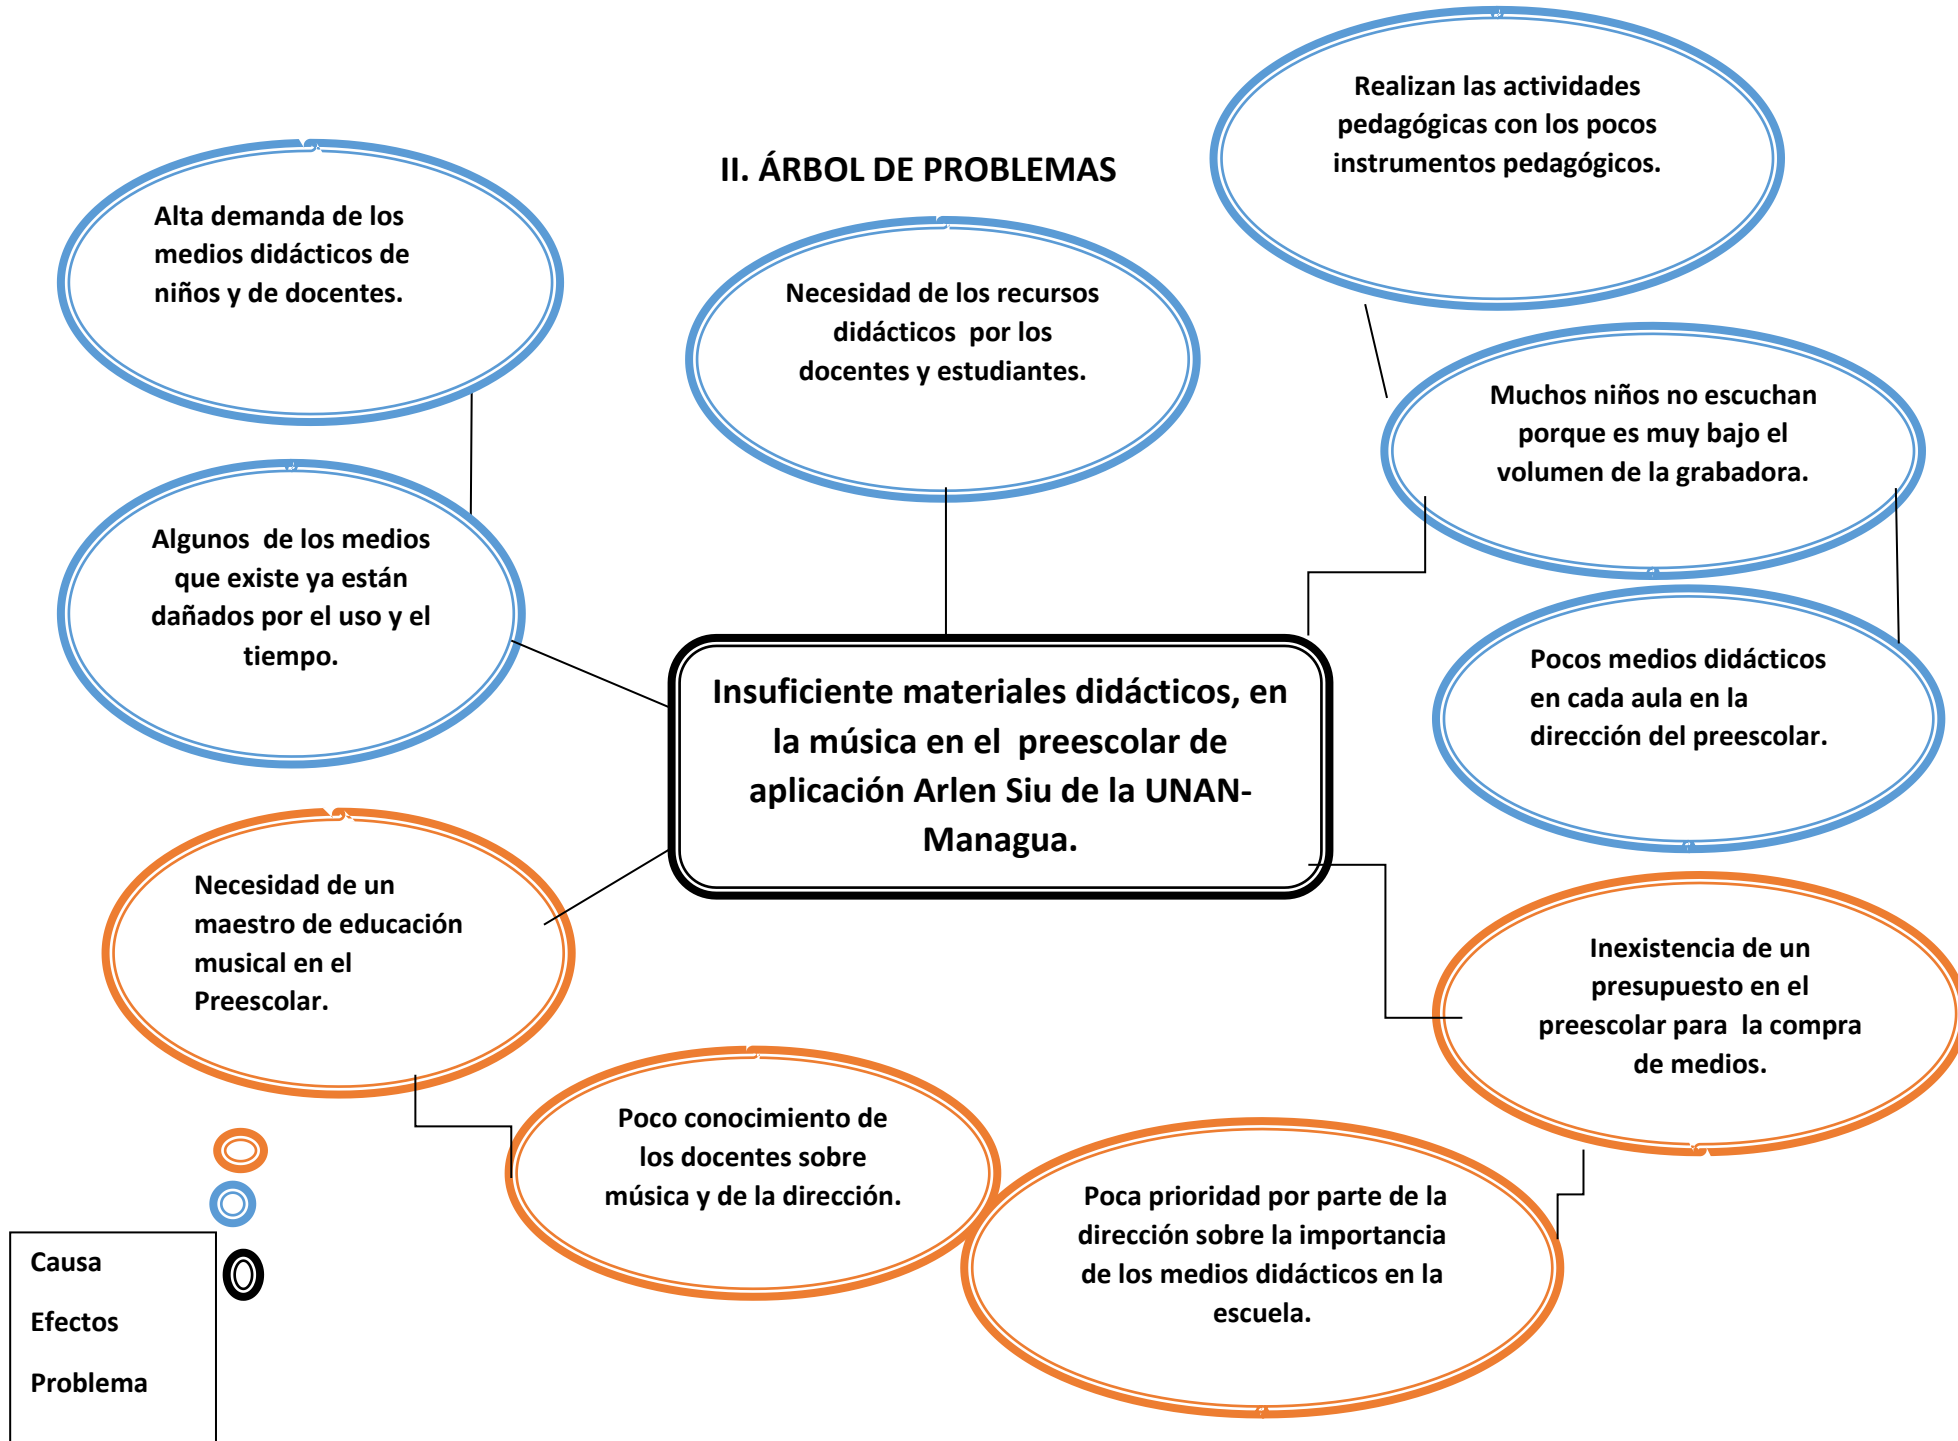 II. ÁRBOL DE PROBLEMAS
Realizan las actividades
pedagógicas con los pocos
instrumentos pedagógicos.
Alta demanda de los
medios didácticos de
niños y de docentes.
Necesidad de los recursos
didácticos  por los
docentes y estudiantes.
Muchos niños no escuchan
porque es muy bajo el
volumen de la grabadora.
Algunos  de los medios
que existe ya están
dañados por el uso y el
tiempo.
Pocos medios didácticos
en cada aula en la
dirección del preescolar.
Insuficiente materiales didácticos, en
la música en el  preescolar de
aplicación Arlen Siu de la UNAN-
Managua.
Necesidad de un
maestro de educación
musical en el
Preescolar.
Inexistencia de un
presupuesto en el
preescolar para  la compra
de medios.
Poco conocimiento de
los docentes sobre
música y de la dirección.
Poca prioridad por parte de la
dirección sobre la importancia
de los medios didácticos en la
escuela.
Causa
Efectos
Problema